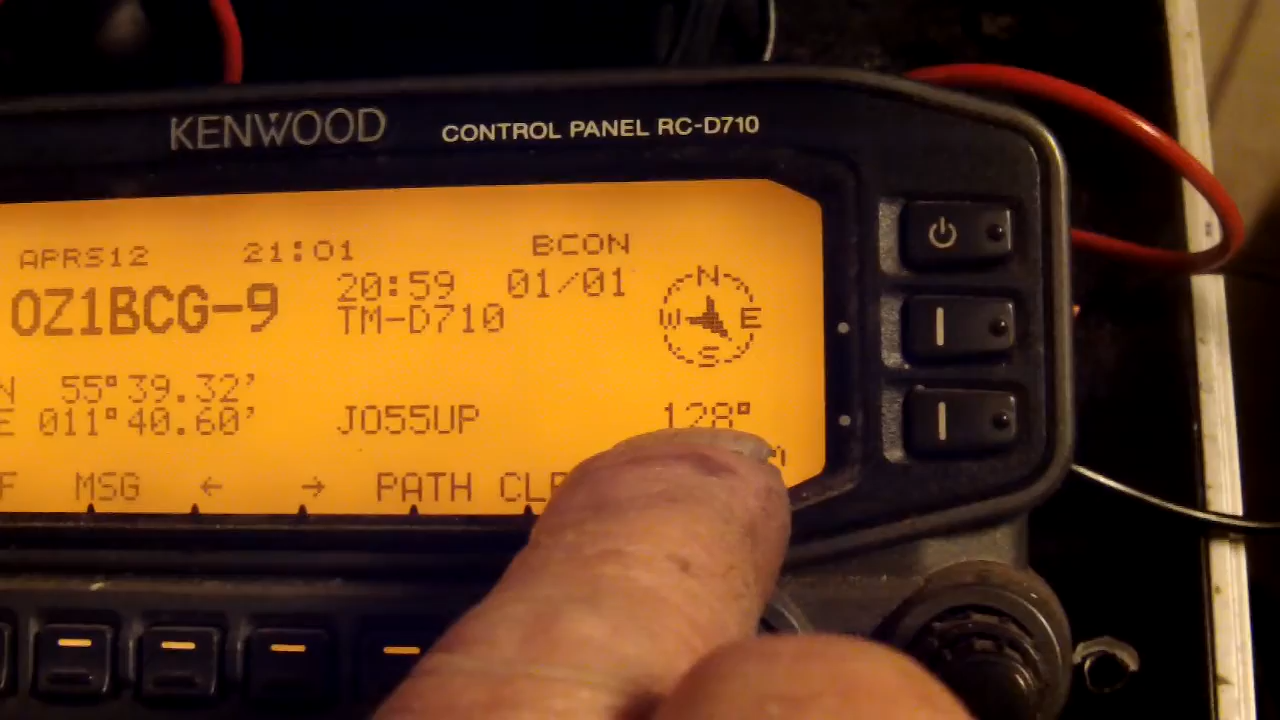 KENWOOD CONTROL PANEL RC-D710
APRS12 21:01 BCON
OZ1BCG-9 20:59 01/01
TM-D710
N
W E
S
N 55°39.32'
E 011°40.60' JO55UP 128°
MSG ← → PATH